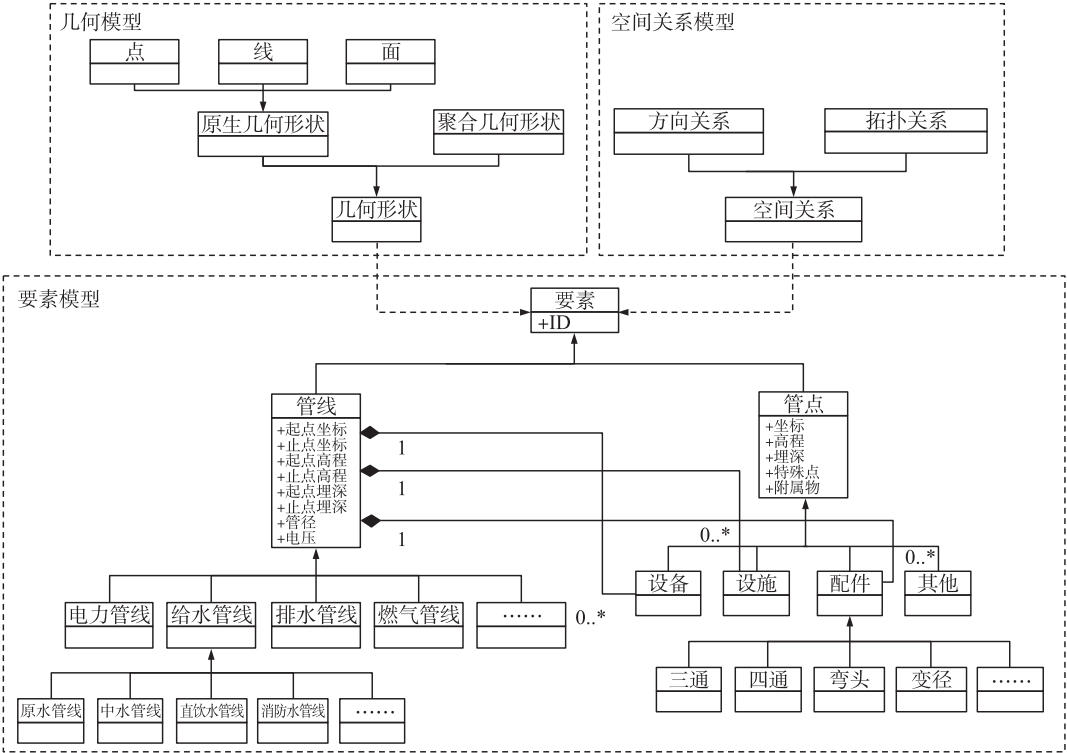 几何模型
空间关系模型
点
线
面
原生几何形状
聚合几何形状
方向关系
拓扑关系
几何形状
空间关系
要素模型
要素
+ID
管线
+起点坐标
+止点坐标
+起点高程
+止点高程
+起点埋深
+止点埋深
+管径
+电压
管点
+坐标
+高程
+埋深
+特殊点
+附属物
1
1
1
0..*
0..*
0..*
设备
设施
配件
其他
电力管线
给水管线
排水管线
燃气管线
……
三通
四通
弯头
变径
……
原水管线
中水管线
直饮水管线
消防水管线
……